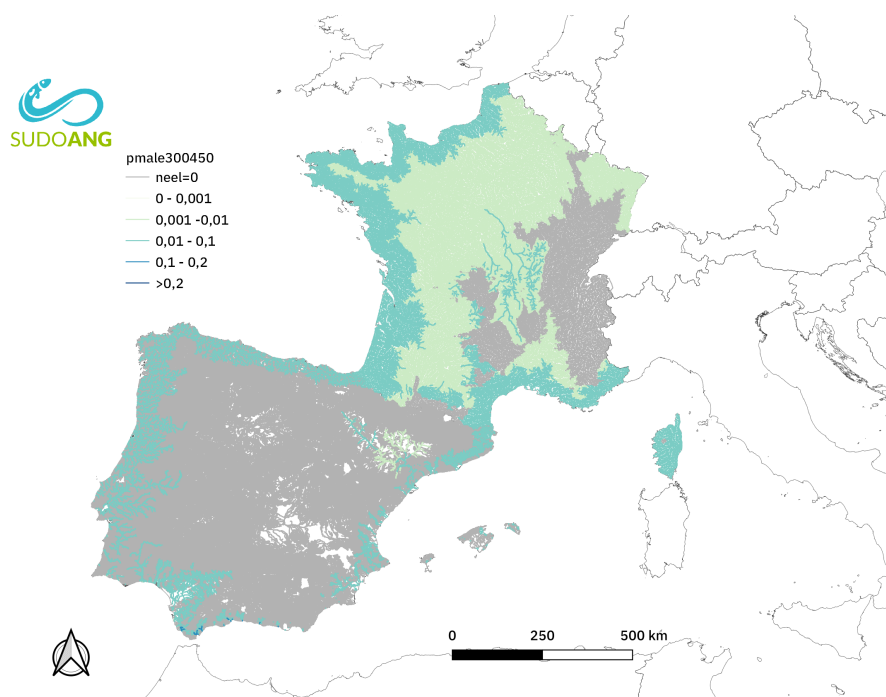 SUDOANG
pmale300450
neel=0
0 - 0,001
0,001 -0,01
0,01 - 0,1
0,1 - 0,2
>0,2
0 250 500 km